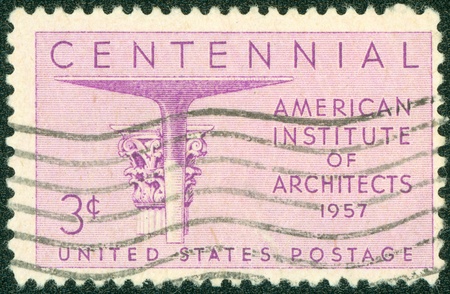 CENTENNIAL
AMERICAN
INSTITUTE
OF
ARCHITECTS
1957
3¢
UNITED STATES POSTAGE